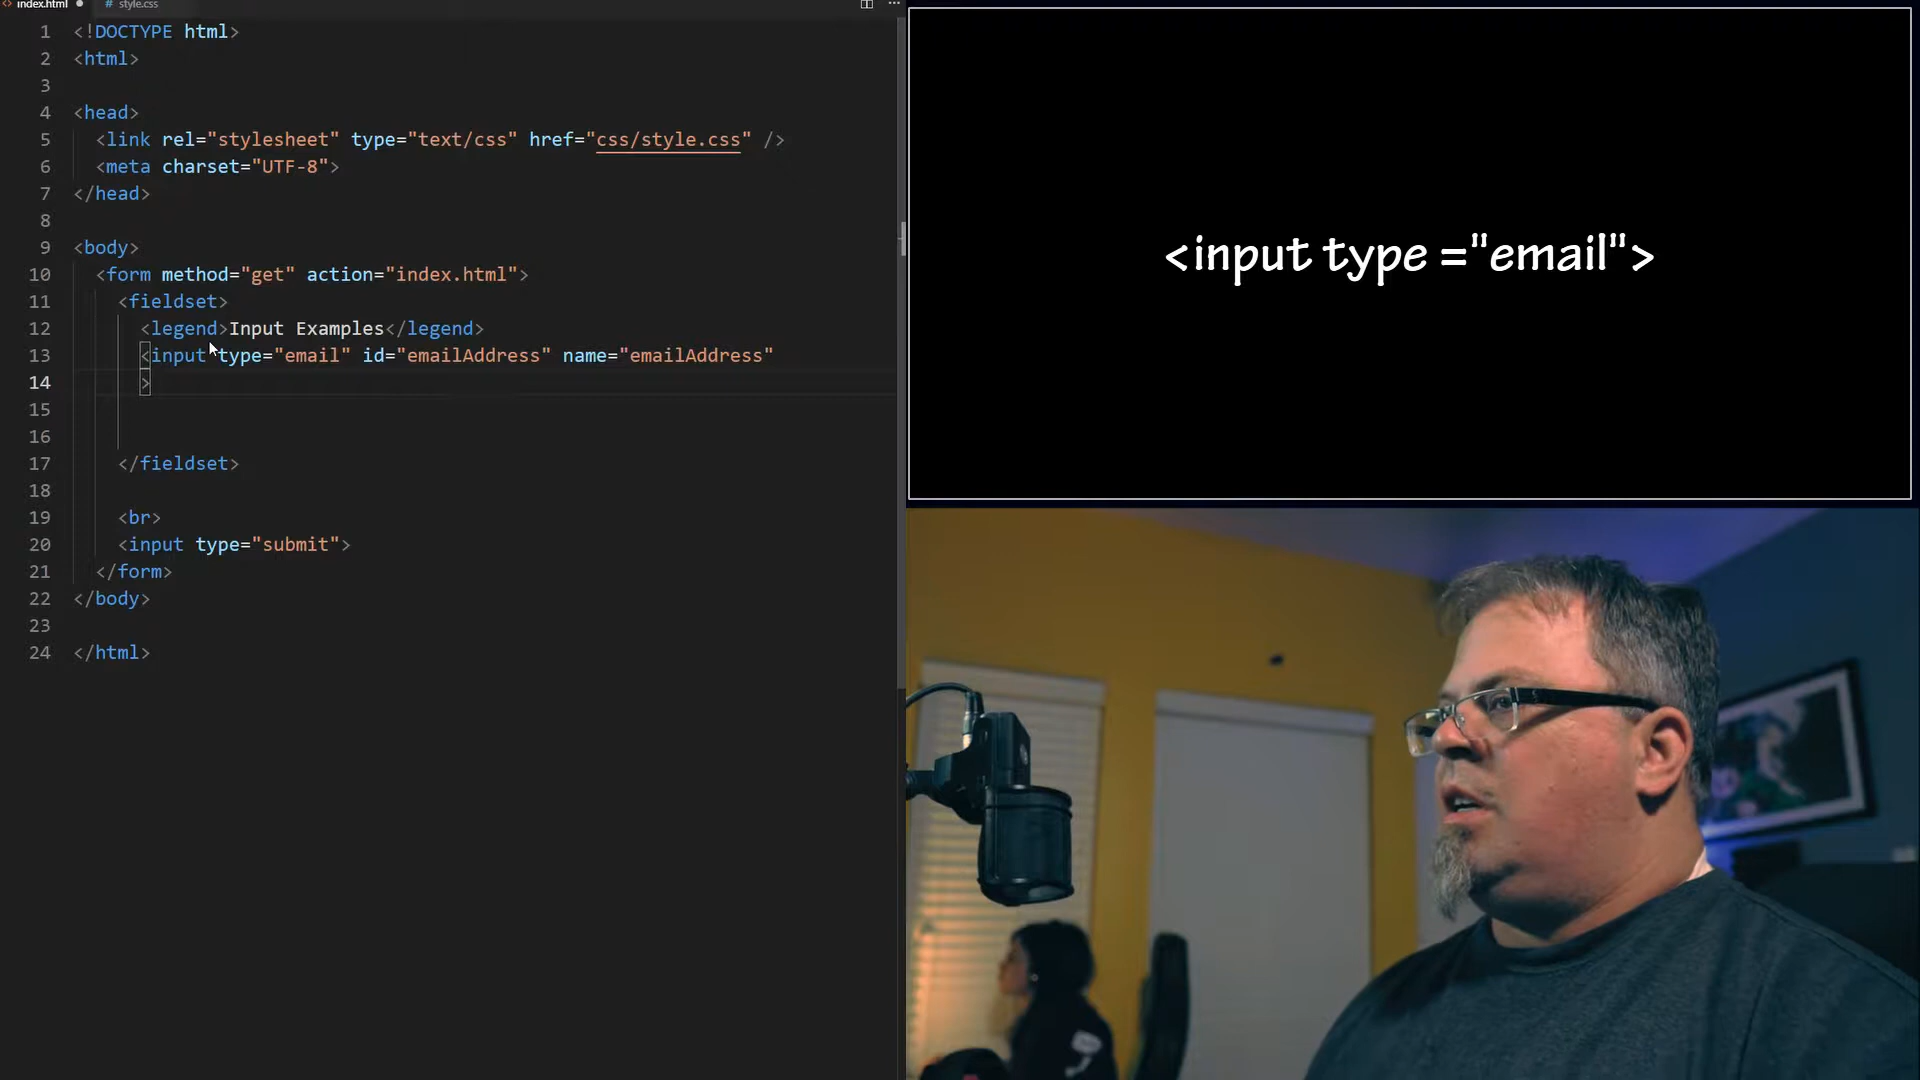 index.html
style.css
1 <!DOCTYPE html>
2 <html>
3
4 <head>
5 <link rel="stylesheet" type="text/css" href="css/style.css" />
6 <meta charset="UTF-8">
7 </head>
8
9 <body>
10 <form method="get" action="index.html">
11 <fieldset>
12 <legend>Input Examples</legend>
13 <input type="email" id="emailAddress" name="emailAddress"
14 >
15
16
17 </fieldset>
18
19 <br>
20 <input type="submit">
21 </form>
22 </body>
23
24 </html>
<input type ="email">